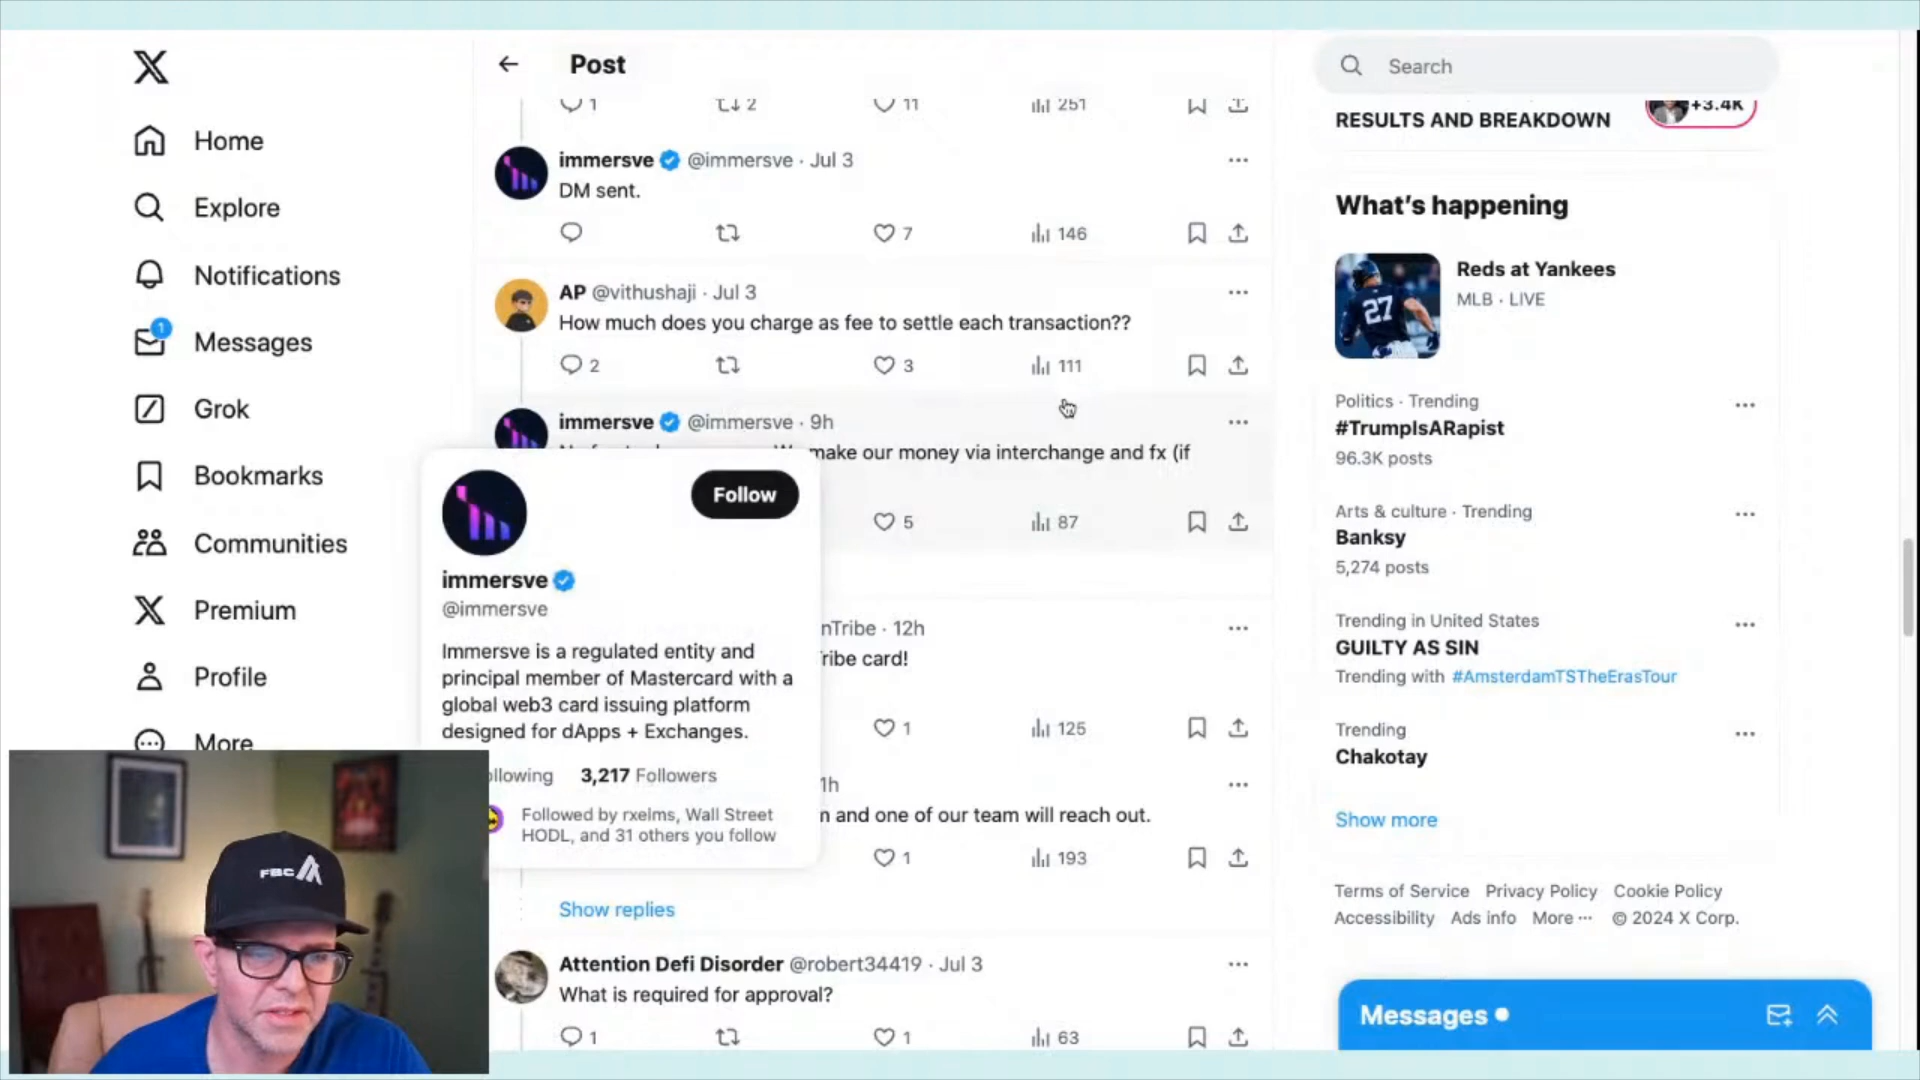 Post
Search
1
2
11
251
+3.4K
RESULTS AND BREAKDOWN
Home
Explore
Notifications
1
Messages
Grok
Bookmarks
Communities
Premium
Profile
More
immersve @immersve · Jul 3
DM sent.
7
146
AP @vithushaji · Jul 3
How much does you charge as fee to settle each transaction??
2
3
111
immersve @immersve · 9h
make our money via interchange and fx (if
5
87
Follow
immersve
@immersve
Immersve is a regulated entity and
principal member of Mastercard with a
global web3 card issuing platform
designed for dApps + Exchanges.
3,217 Followers
Followed by rxelms, Wall Street
HODL, and 31 others you follow
nTribe · 12h
card!
1
125
1h
and one of our team will reach out.
1
193
Show replies
Attention Defi Disorder @robert34419 · Jul 3
What is required for approval?
1
1
63
What's happening
Reds at Yankees
MLB · LIVE
27
Politics · Trending
#TrumpIsARapist
96.3K posts
Arts & culture · Trending
Banksy
5,274 posts
Trending in United States
GUILTY AS SIN
Trending with #AmsterdamTSTheErasTour
Trending
Chakotay
Show more
Terms of Service Privacy Policy Cookie Policy
Accessibility Ads info More ··· © 2024 X Corp.
Messages
FBC